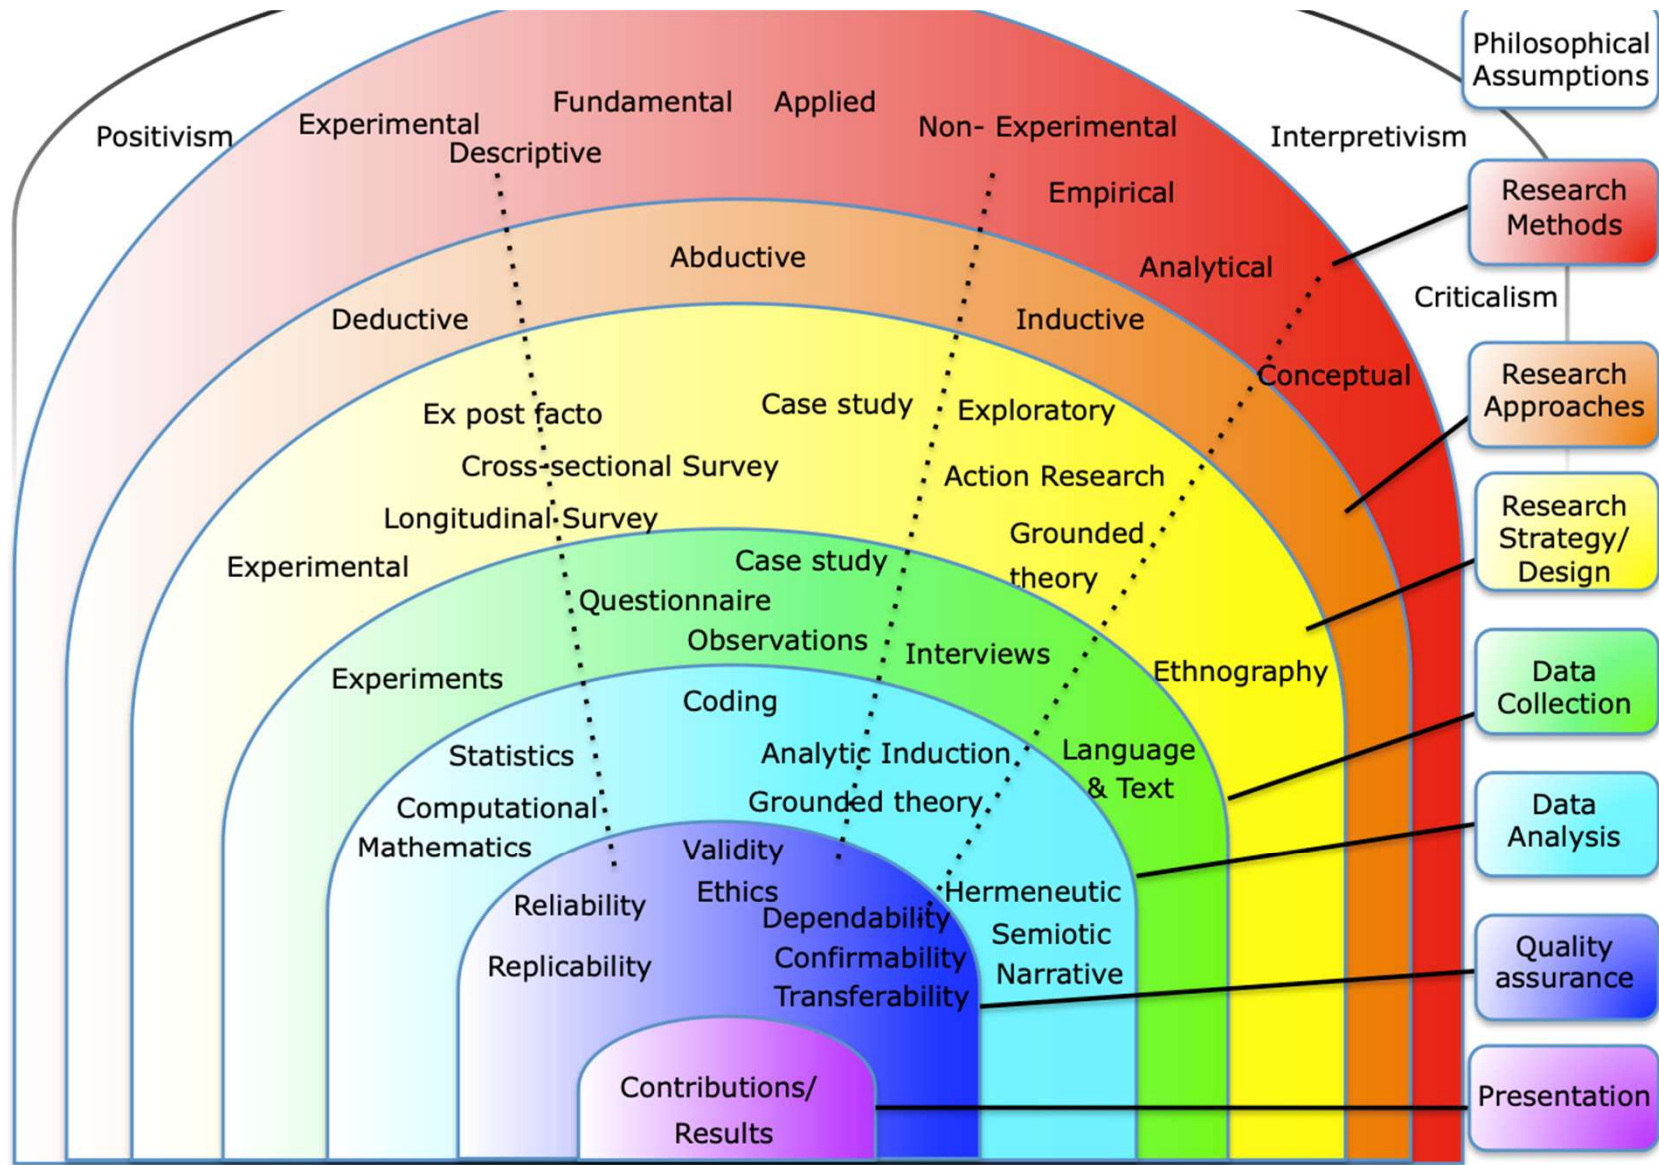 Philosophical
Assumptions
Positivism
Experimental
Descriptive
Fundamental
Applied
Non- Experimental
Interpretivism
Empirical
Analytical
Conceptual
Criticalism
Research
Methods
Deductive
Abductive
Inductive
Research
Approaches
Ex post facto
Case study
Exploratory
Cross-sectional Survey
Action Research
Longitudinal Survey
Grounded
theory
Experimental
Ethnography
Research
Strategy/
Design
Case study
Questionnaire
Observations
Interviews
Experiments
Language
& Text
Data
Collection
Coding
Statistics
Analytic Induction
Computational
Grounded theory
Mathematics
Hermeneutic
Semiotic
Narrative
Data
Analysis
Validity
Ethics
Reliability
Dependability
Replicability
Confirmability
Transferability
Quality
assurance
Contributions/
Results
Presentation